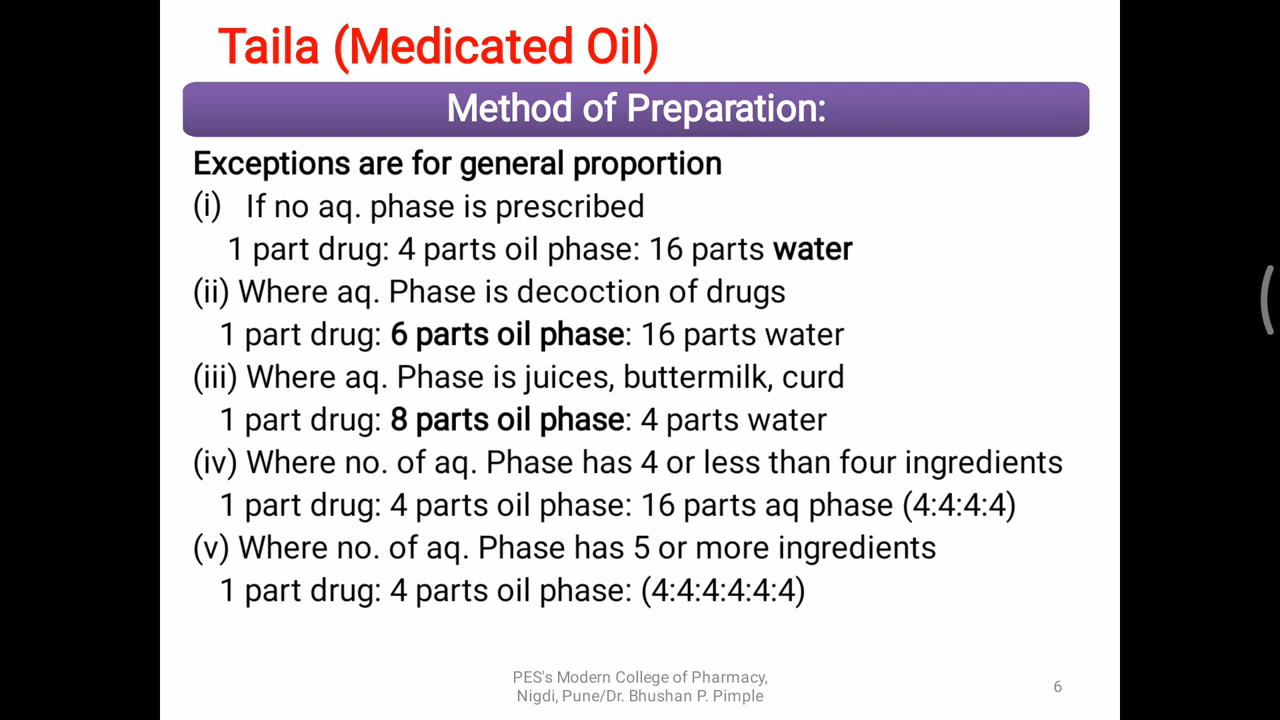 Taila (Medicated Oil)
Method of Preparation:
Exceptions are for general proportion
(i) If no aq. phase is prescribed
1 part drug: 4 parts oil phase: 16 parts water
(ii) Where aq. Phase is decoction of drugs
1 part drug: 6 parts oil phase: 16 parts water
(iii) Where aq. Phase is juices, buttermilk, curd
1 part drug: 8 parts oil phase: 4 parts water
(iv) Where no. of aq. Phase has 4 or less than four ingredients
1 part drug: 4 parts oil phase: 16 parts aq phase (4:4:4:4)
(v) Where no. of aq. Phase has 5 or more ingredients
1 part drug: 4 parts oil phase: (4:4:4:4:4:4)
PES's Modern College of Pharmacy,
Nigdi, Pune/Dr. Bhushan P. Pimple
6